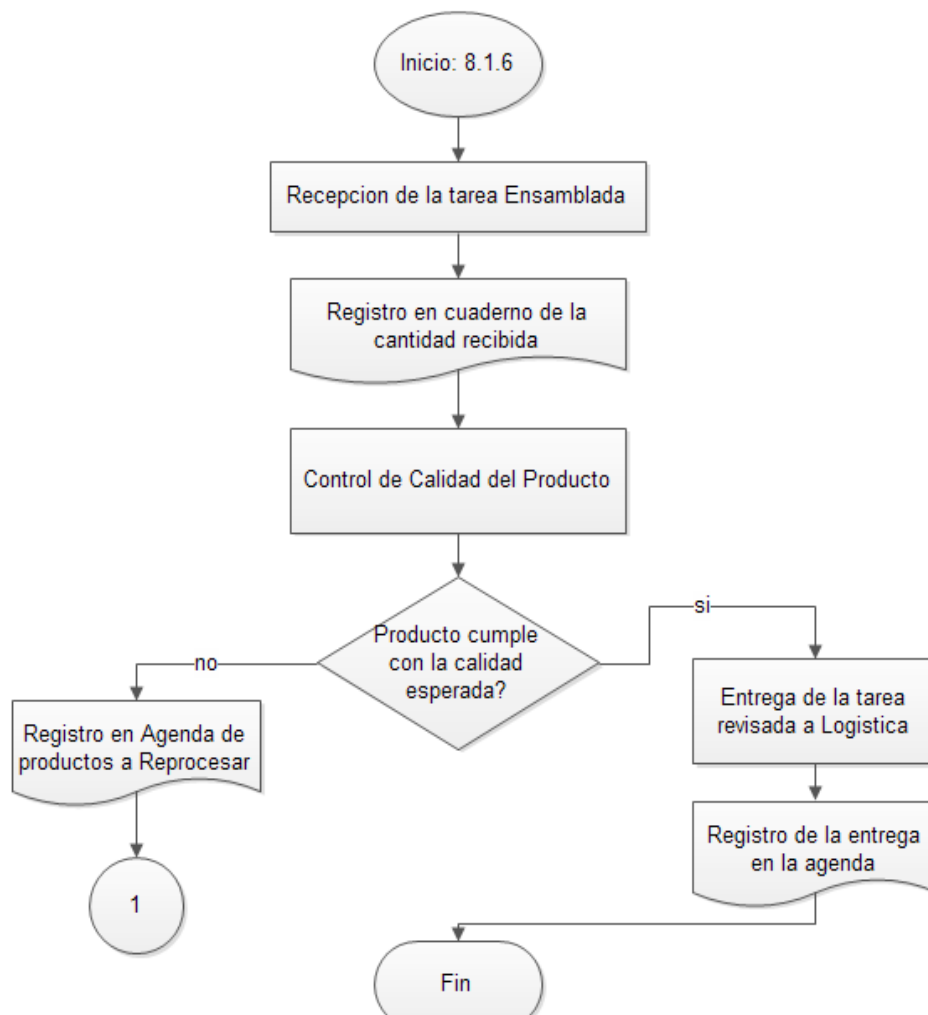 Inicio: 8.1.6
Recepcion de la tarea Ensamblada
Registro en cuaderno de la
cantidad recibida
Control de Calidad del Producto
Producto cumple
con la calidad
esperada?
no
si
Registro en Agenda de
productos a Reprocesar
1
Entrega de la tarea
revisada a Logistica
Registro de la entrega
en la agenda
Fin